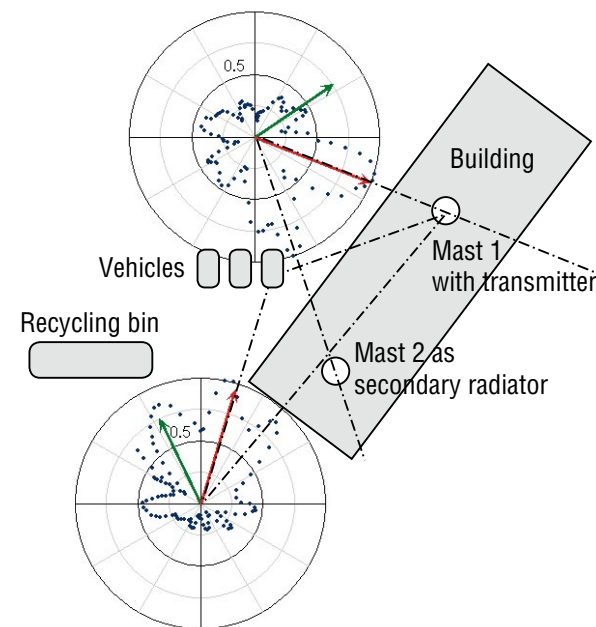 0.5
Building
Mast 1
with transmitter
Vehicles
Recycling bin
Mast 2 as
secondary radiator
0.5